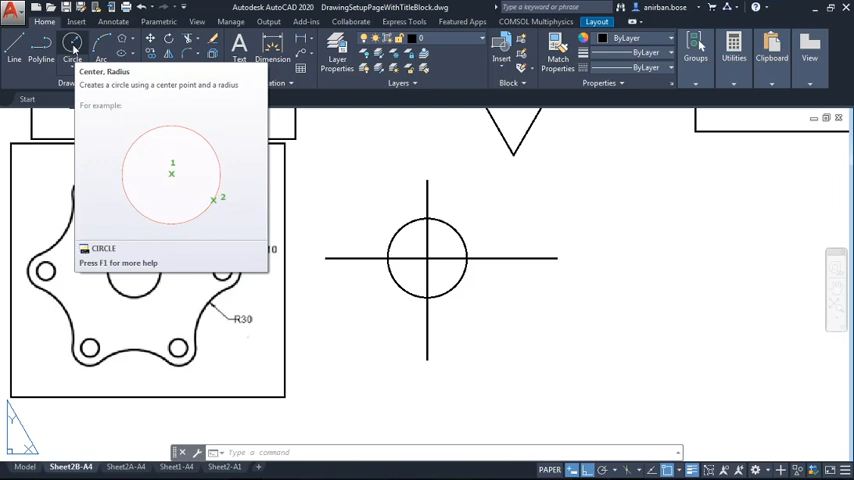 A Autodesk AutoCAD 2020 DrawingSetupPageWithTitleBlock.dwg Type a keyword or phrase anirban.bose
Home Insert Annotate Parametric View Manage Output Add-ins Collaborate Express Tools Featured Apps COMSOL Multiphysics Layout
Line Polyline Circle Arc Text Dimension Layer Properties 0 Insert Match Properties ByLayer ByLayer ByLayer Groups Utilities Clipboard View
Block Properties
Start
Center, Radius
Creates a circle using a center point and a radius
For example:
1
2
CIRCLE
Press F1 for more help
R30
Y
X
Type a command
Model Sheet2B-A4 Sheet2A-A4 Sheet1-A4 Sheet2-A1 + PAPER